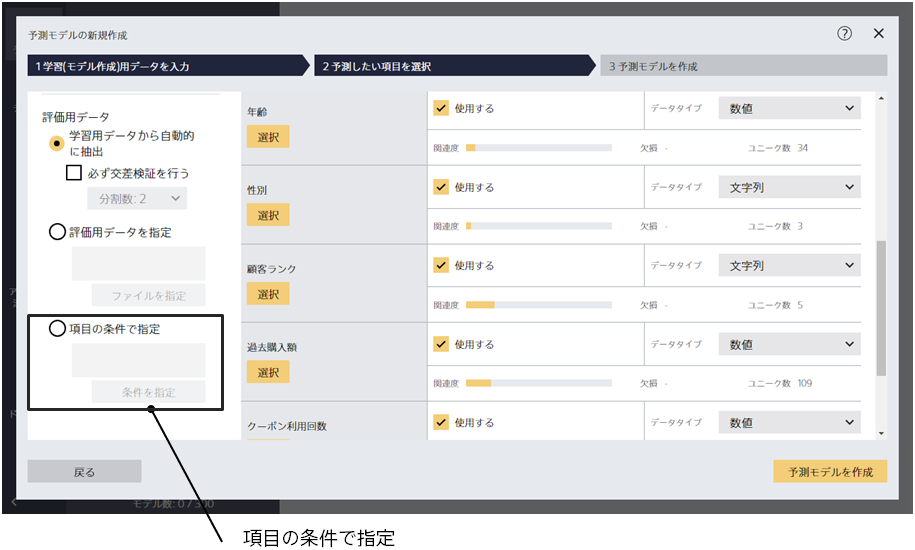 予測モデルの新規作成
?
1 学習(モデル作成)用データを入力
2 予測したい項目を選択
3 予測モデルを作成
評価用データ
学習用データから自動的
に抽出
必ず交差検証を行う
分割数: 2
評価用データを指定
ファイルを指定
項目の条件で指定
条件を指定
年齢
選択
使用する
データタイプ
数値
関連度
欠損 -
ユニーク数 34
性別
選択
使用する
データタイプ
文字列
関連度
欠損 -
ユニーク数 3
顧客ランク
選択
使用する
データタイプ
文字列
関連度
欠損 -
ユニーク数 5
過去購入額
選択
使用する
データタイプ
数値
関連度
欠損 -
ユニーク数 109
クーポン利用回数
使用する
データタイプ
数値
戻る
予測モデルを作成
項目の条件で指定